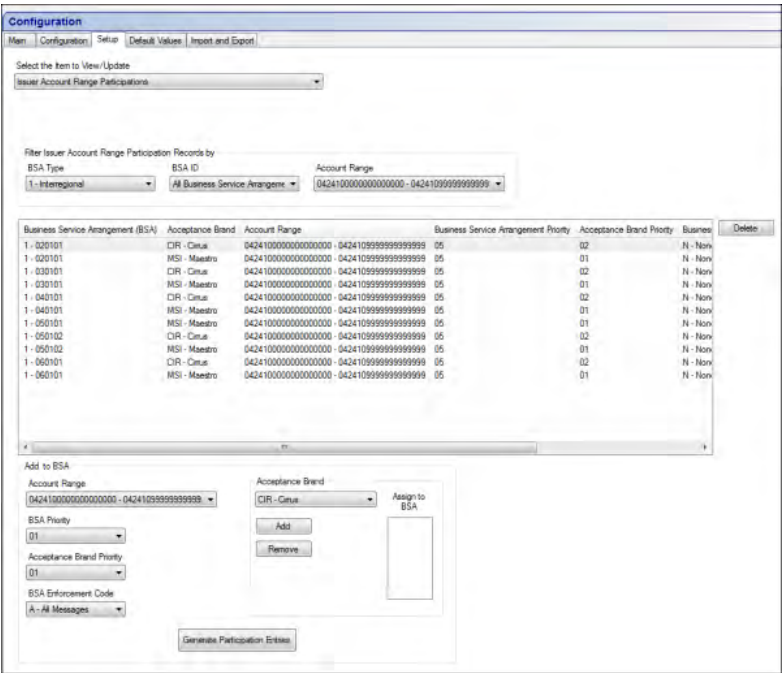 Configuration
Main Configuration Setup Default Values Import and Export
Select the Item to View/Update
Issuer Account Range Participations
Filter Issuer Account Range Participation Records by
BSA Type BSA ID Account Range
1 - Interregional All Business Service Arrangeme 0424100000000000000 - 04241099999999999
Business Service Arrangement (BSA) Acceptance Brand Account Range Business Service Arrangement Priority Acceptance Brand Priority Busines Delete
1 - 020101 CIR - Cirrus 0424100000000000000 - 0424109999999999999 05 02 N - Non
1 - 020101 MSI - Maestro 0424100000000000000 - 0424109999999999999 05 01 N - Non
1 - 030101 CIR - Cirrus 0424100000000000000 - 0424109999999999999 05 02 N - Non
1 - 030101 MSI - Maestro 0424100000000000000 - 0424109999999999999 05 01 N - Non
1 - 040101 CIR - Cirrus 0424100000000000000 - 0424109999999999999 05 02 N - Non
1 - 040101 MSI - Maestro 0424100000000000000 - 0424109999999999999 05 01 N - Non
1 - 050101 MSI - Maestro 0424100000000000000 - 0424109999999999999 05 01 N - Non
1 - 050102 CIR - Cirrus 0424100000000000000 - 0424109999999999999 05 02 N - Non
1 - 050102 MSI - Maestro 0424100000000000000 - 0424109999999999999 05 01 N - Non
1 - 060101 CIR - Cirrus 0424100000000000000 - 0424109999999999999 05 02 N - Non
1 - 060101 MSI - Maestro 0424100000000000000 - 0424109999999999999 05 01 N - Non
Add to BSA
Account Range
0424100000000000000 - 04241099999999999
BSA Priority
01
Acceptance Brand Priority
01
BSA Enforcement Code
A - All Messages
Acceptance Brand
CIR - Cirrus
Add
Remove
Assign to
BSA
Generate Participation Entries